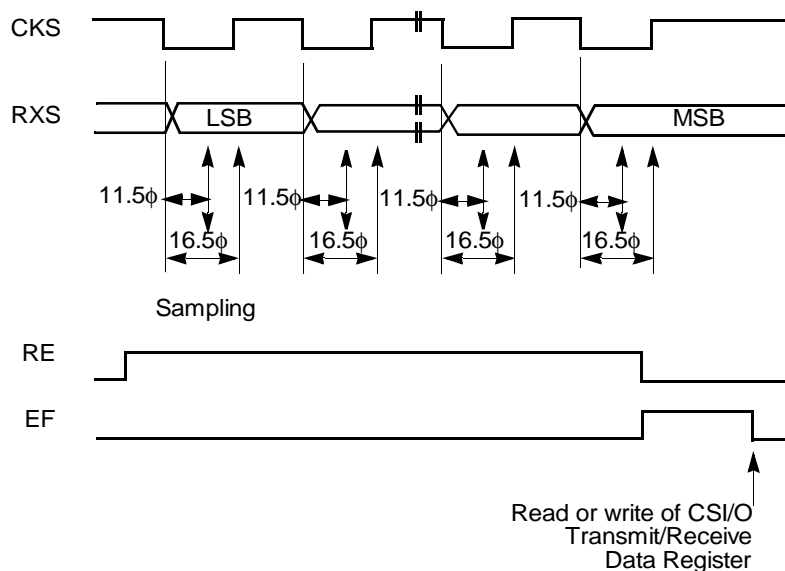 CKS
RXS
LSB
MSB
11.5ϕ 11.5ϕ 11.5ϕ 11.5ϕ
16.5ϕ 16.5ϕ 16.5ϕ 16.5ϕ
Sampling
RE
EF
Read or write of CSI/O
Transmit/Receive
Data Register